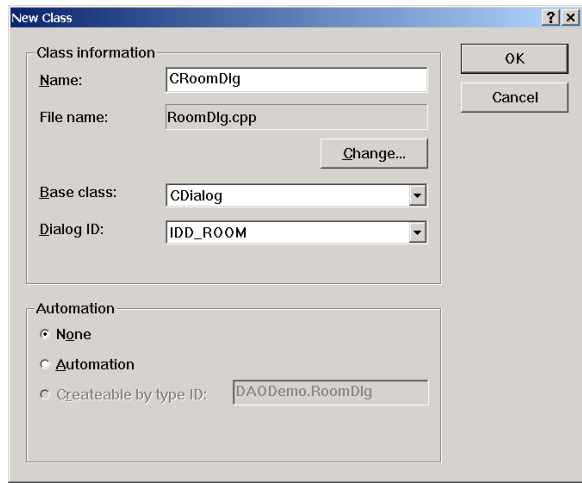 New Class
Class information
Name: CRoomDlg
File name: RoomDlg.cpp
Change...
Base class: CDialog
Dialog ID: IDD_ROOM
OK
Cancel
Automation
None
Automation
Createable by type ID: DAODemo.RoomDlg